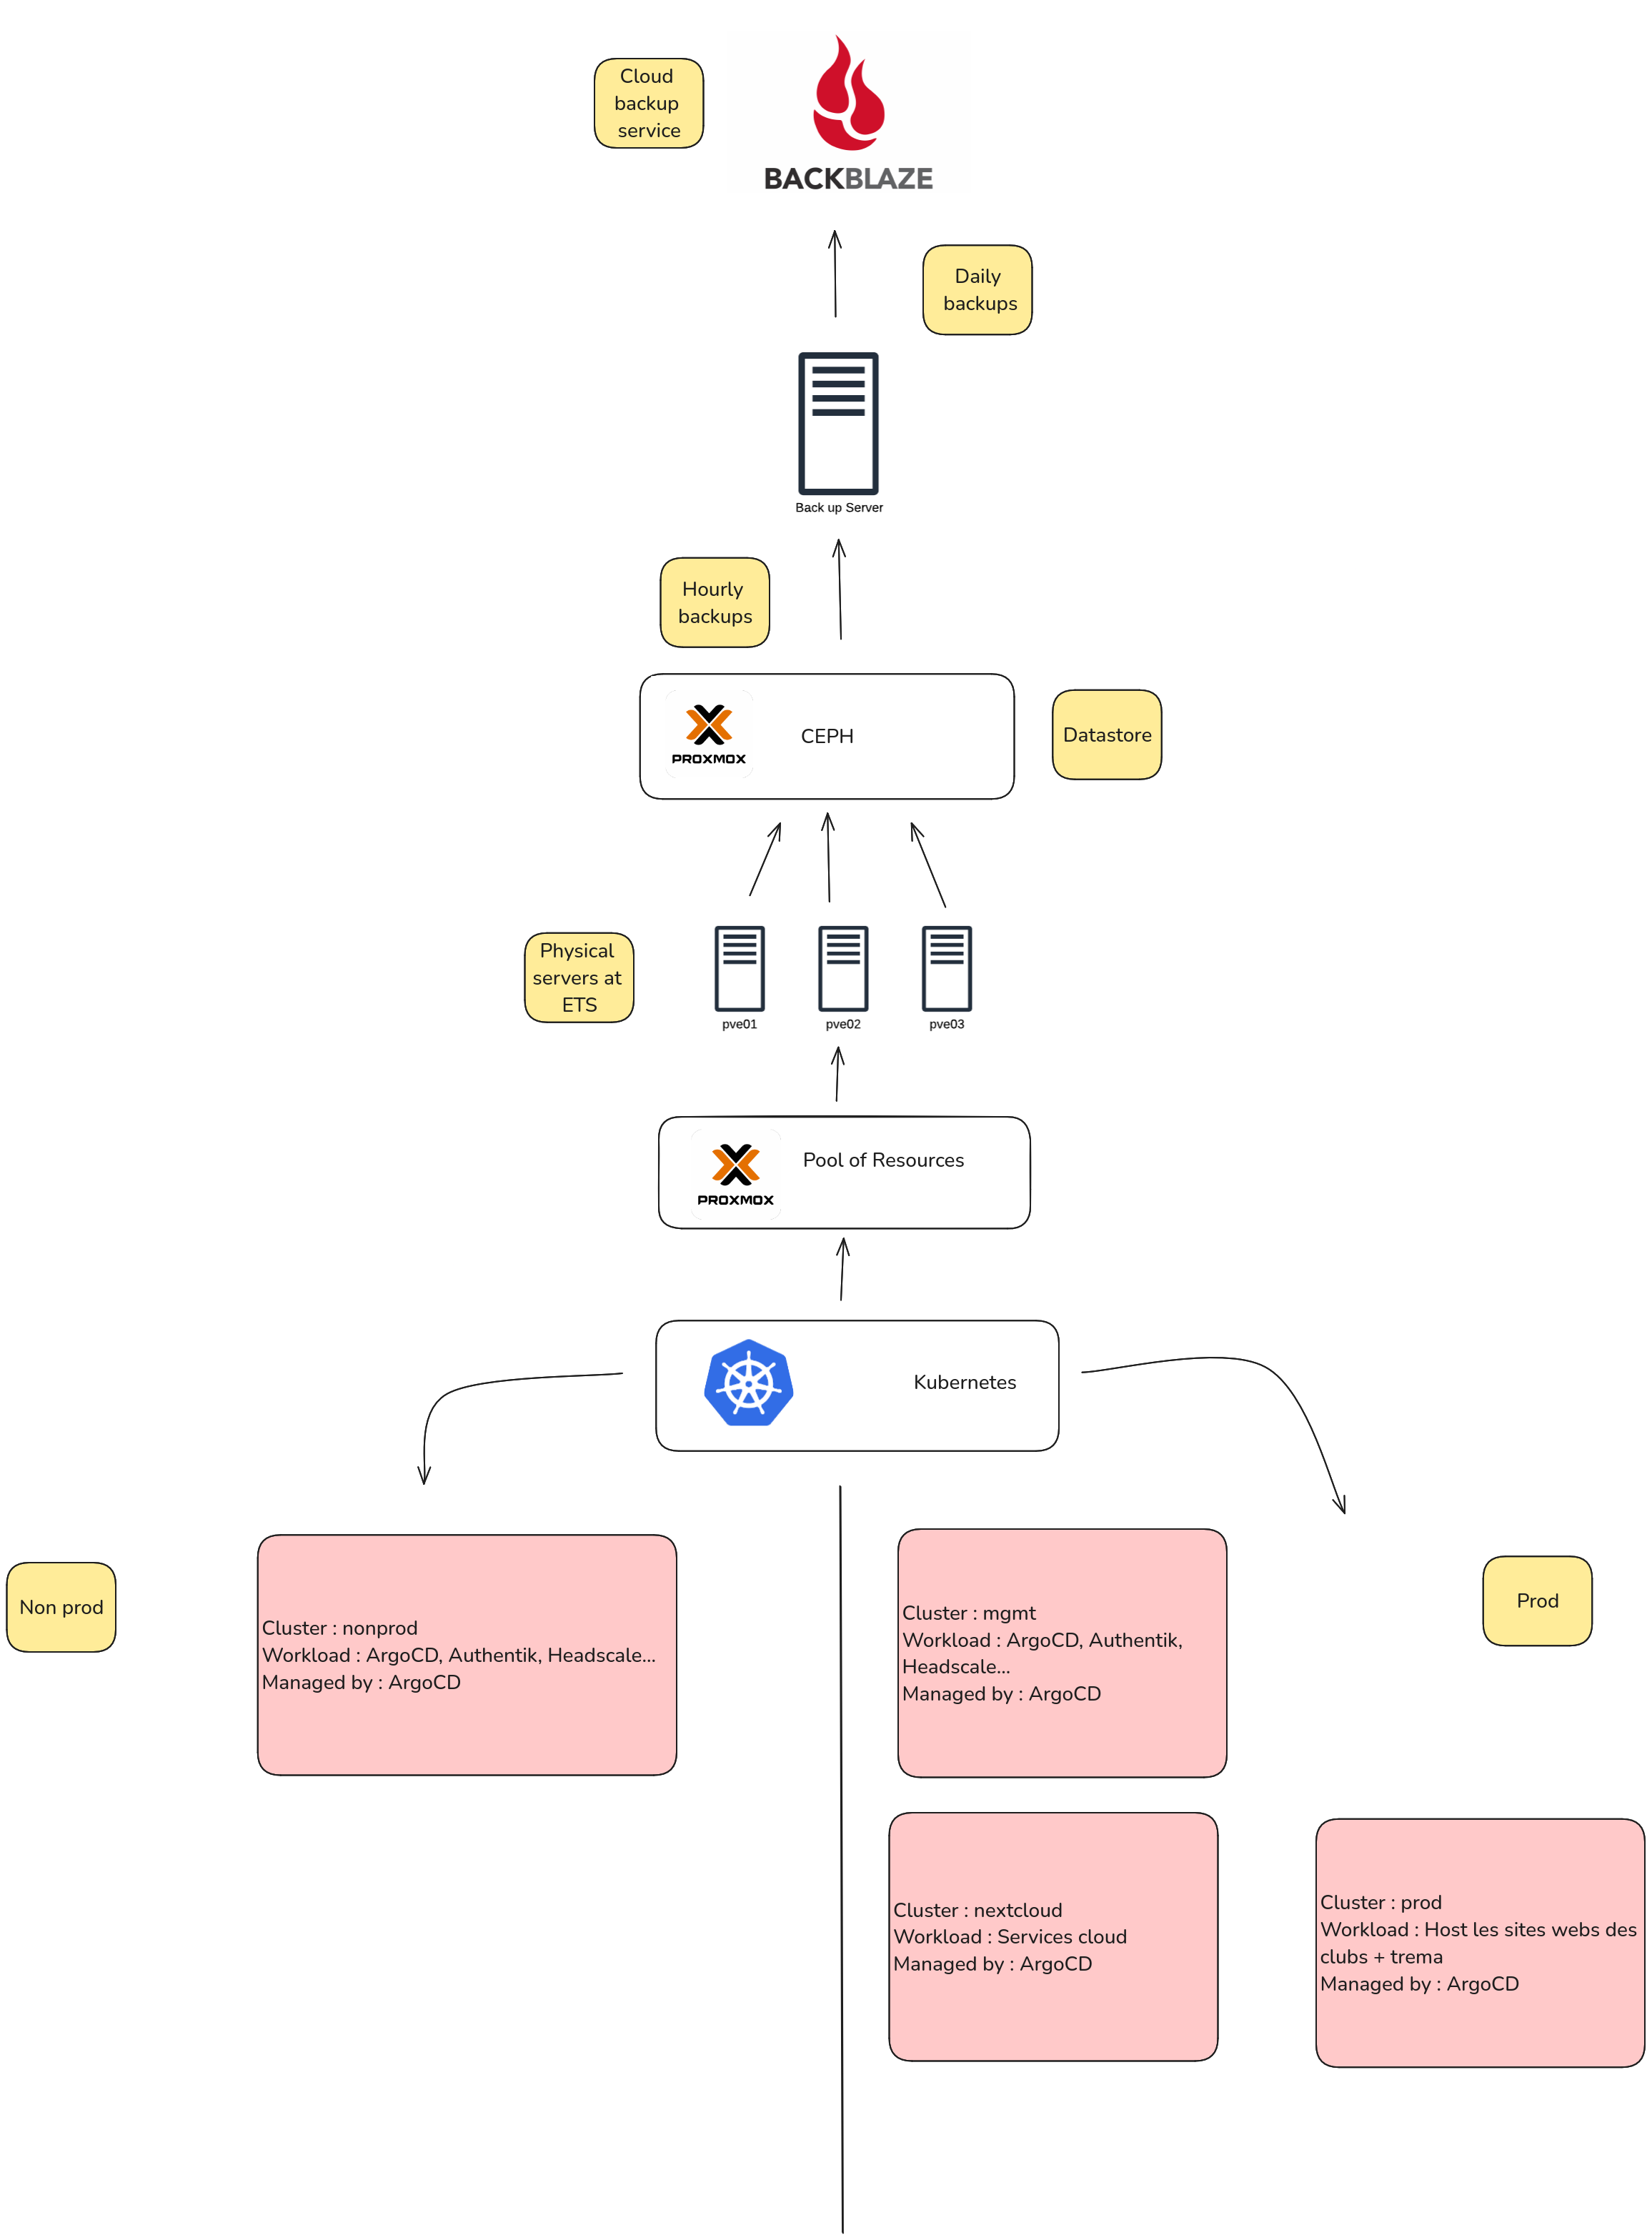 Cloud
backup
service
BACKBLAZE
Daily
backups
Back up Server
Hourly
backups
PROXMOX
CEPH
Datastore
Physical
servers at
ETS
pve01
pve02
pve03
PROXMOX
Pool of Resources
Kubernetes
Non prod
Cluster : nonprod
Workload : ArgoCD, Authentik, Headscale...
Managed by : ArgoCD
Cluster : mgmt
Workload : ArgoCD, Authentik,
Headscale...
Managed by : ArgoCD
Prod
Cluster : nextcloud
Workload : Services cloud
Managed by : ArgoCD
Cluster : prod
Workload : Host les sites webs des
clubs + trema
Managed by : ArgoCD